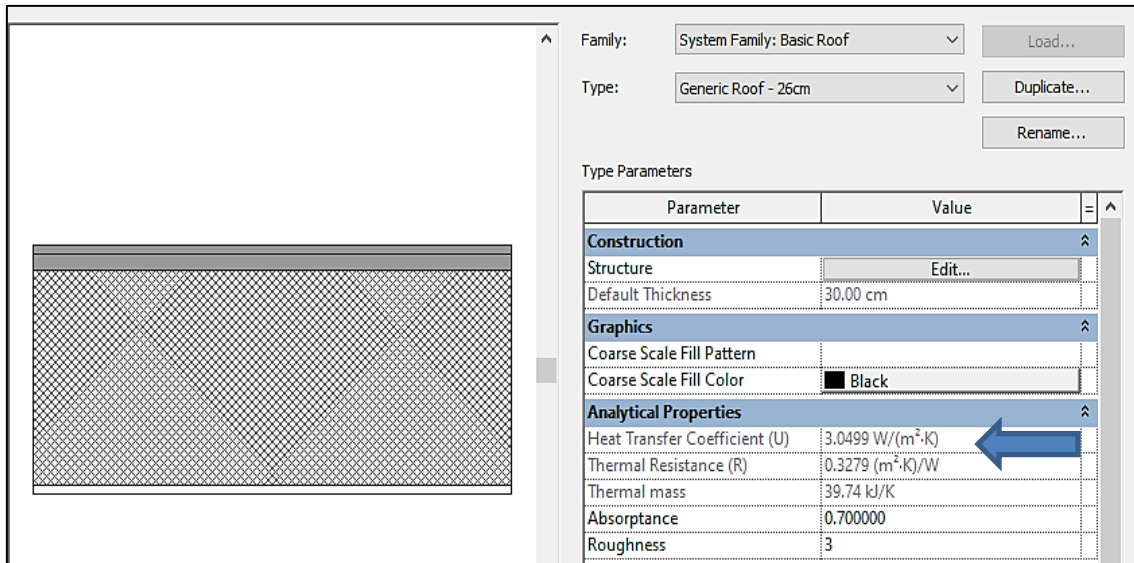 Family: System Family: Basic Roof Load...
Type: Generic Roof - 26cm Duplicate...
Rename...
Type Parameters
Parameter Value =
Construction
Structure Edit...
Default Thickness 30.00 cm
Graphics
Coarse Scale Fill Pattern
Coarse Scale Fill Color Black
Analytical Properties
Heat Transfer Coefficient (U) 3.0499 W/(m²·K)
Thermal Resistance (R) 0.3279 (m²·K)/W
Thermal mass 39.74 kJ/K
Absorptance 0.700000
Roughness 3